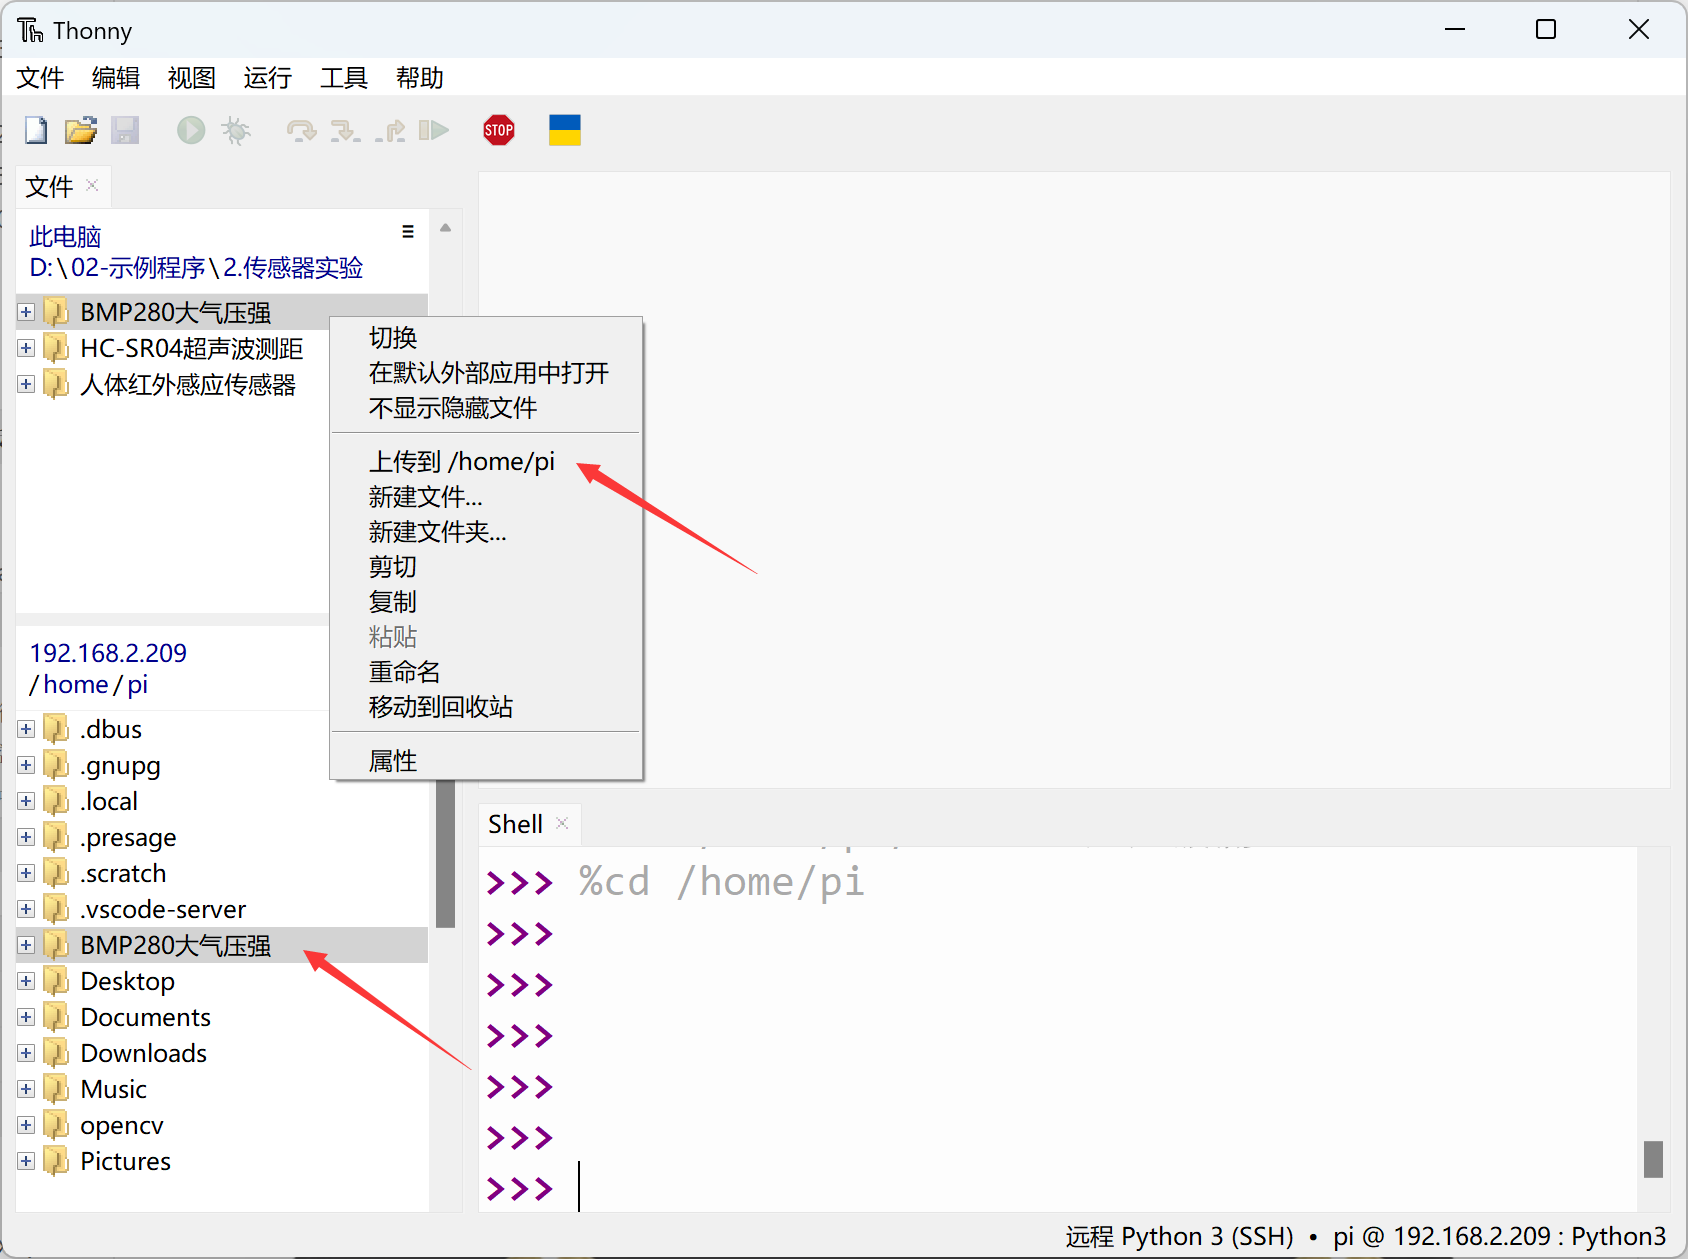 Thonny
文件 编辑 视图 运行 工具 帮助
STOP
文件
此电脑
D:\02-示例程序\2.传感器实验
BMP280大气压强
HC-SR04超声波测距
人体红外感应传感器
切换
在默认外部应用中打开
不显示隐藏文件
上传到 /home/pi
新建文件...
新建文件夹...
剪切
复制
粘贴
重命名
移动到回收站
属性
192.168.2.209
/home/pi
.dbus
.gnupg
.local
.presage
.scratch
.vscode-server
BMP280大气压强
Desktop
Documents
Downloads
Music
opencv
Pictures
Shell
>>> %cd /home/pi
>>>
>>>
>>>
>>>
>>>
>>>
远程 Python 3 (SSH) • pi @ 192.168.2.209 : Python3